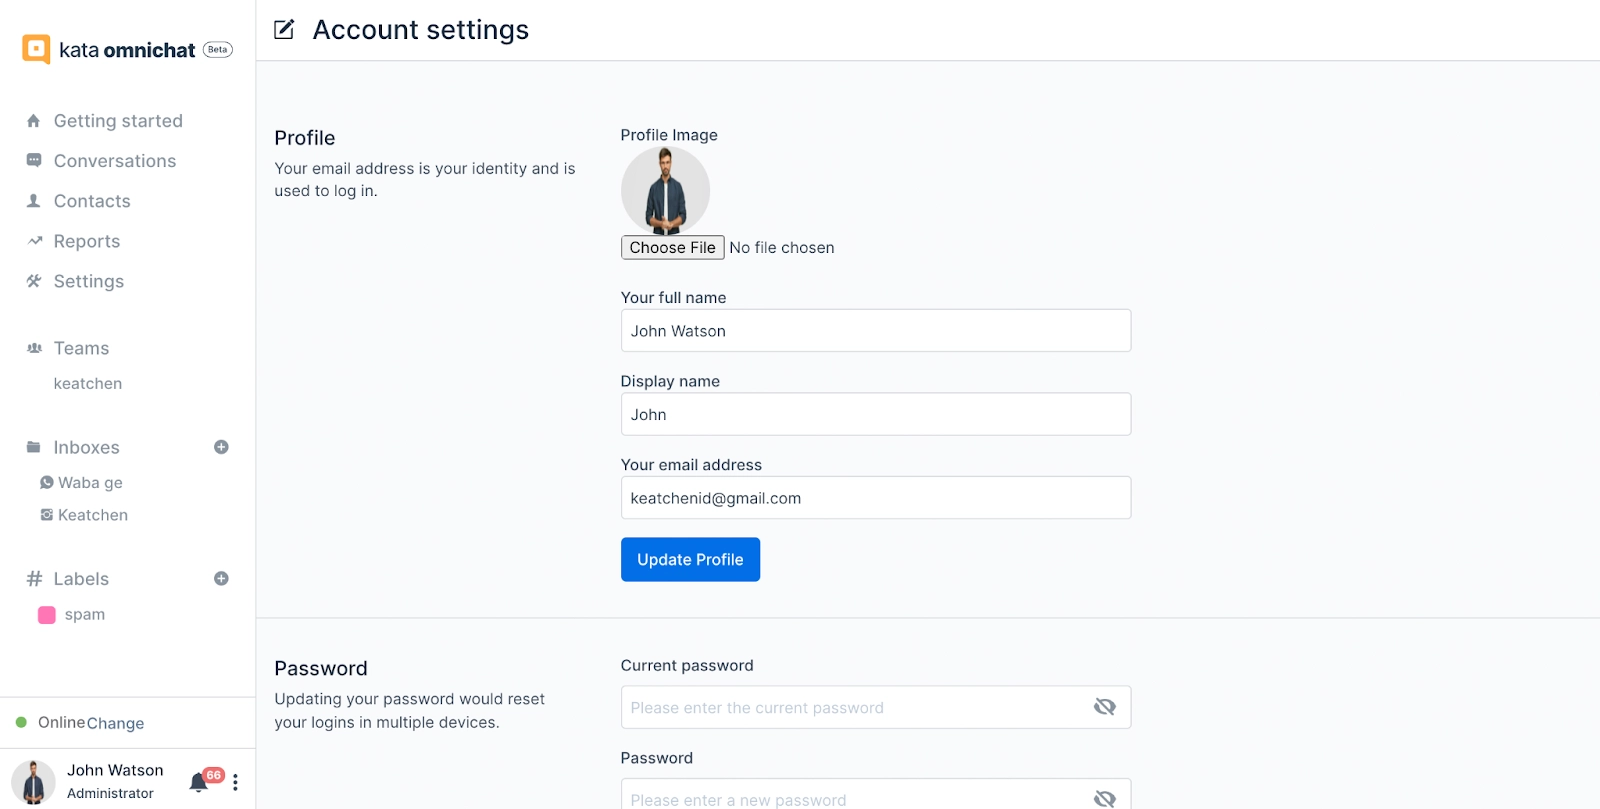 kata omnichat Beta
Getting started
Conversations
Contacts
Reports
Settings
Teams
keatchen
Inboxes
Waba ge
Keatchen
Labels
spam
Online Change
John Watson
66
Administrator
Account settings
Profile
Your email address is your identity and is
used to log in.
Profile Image
Choose File No file chosen
Your full name
John Watson
Display name
John
Your email address
keatchenid@gmail.com
Update Profile
Password
Updating your password would reset
your logins in multiple devices.
Current password
Please enter the current password
Password
Please enter a new password